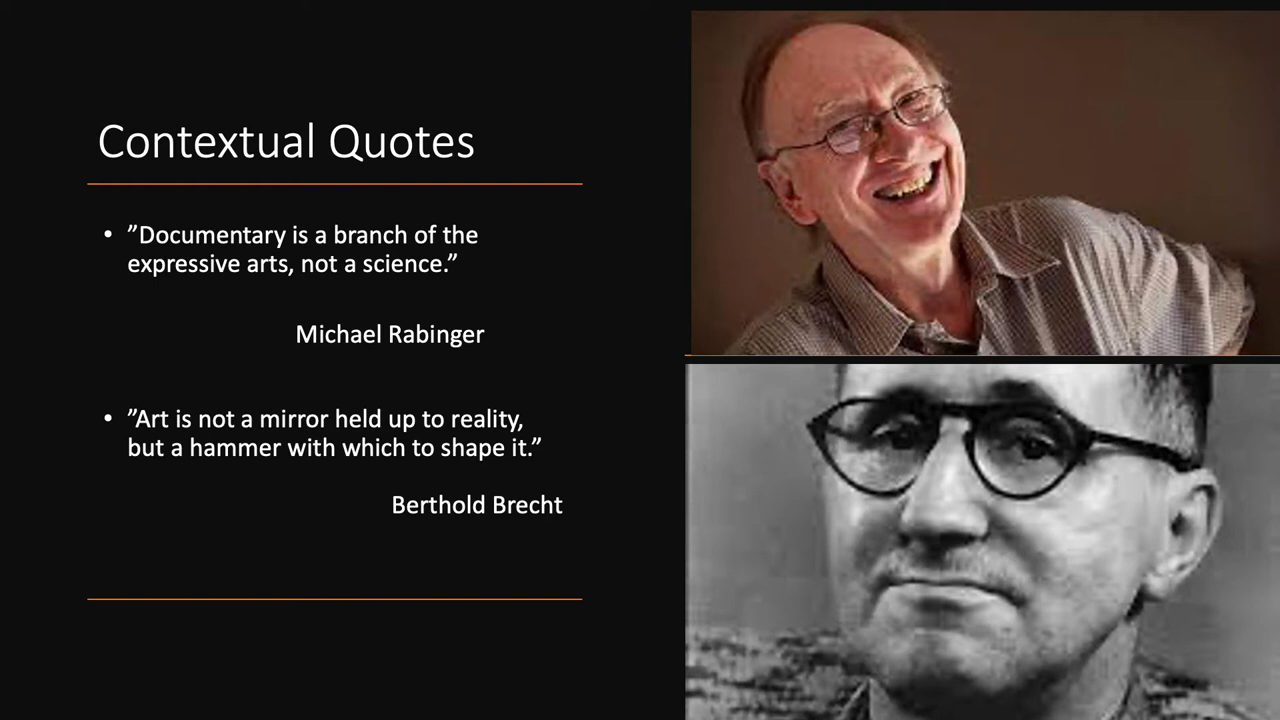 Contextual Quotes
• ”Documentary is a branch of the
expressive arts, not a science.”
Michael Rabinger
• ”Art is not a mirror held up to reality,
but a hammer with which to shape it.”
Berthold Brecht